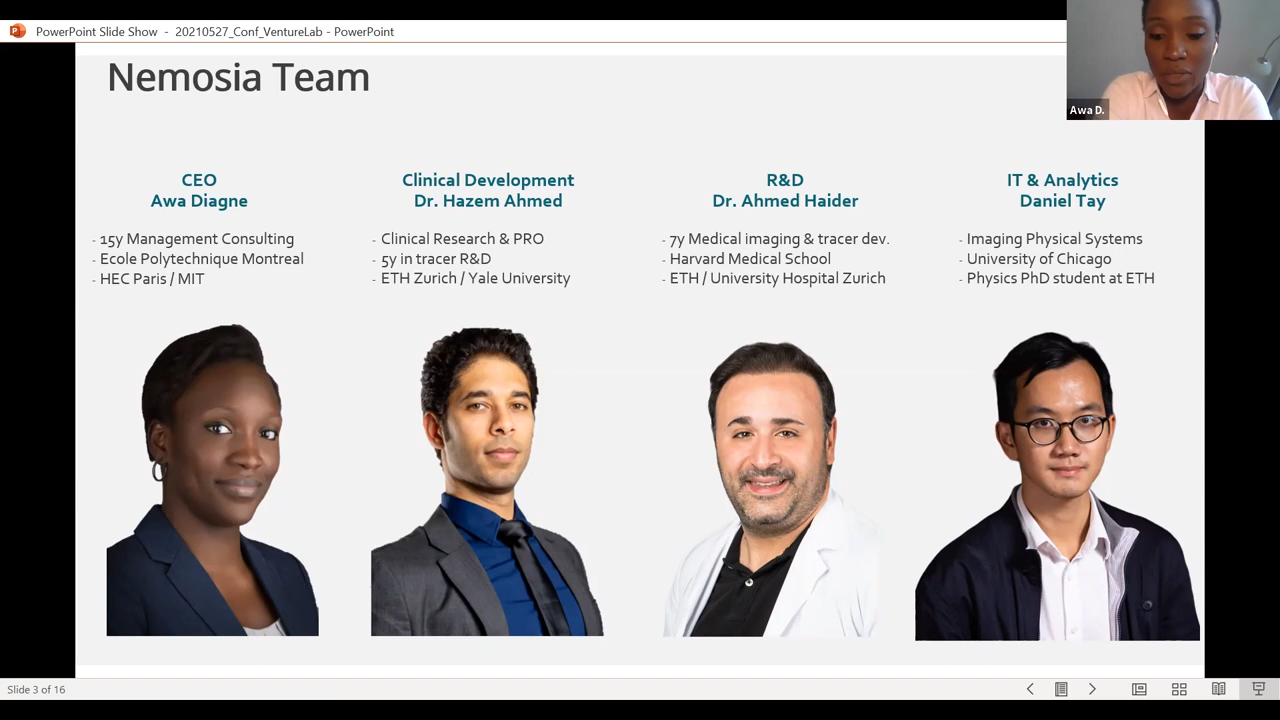 PowerPoint Slide Show - 20210527_Conf_VentureLab - PowerPoint
Awa D.
Nemosia Team
CEO
Awa Diagne
- 15y Management Consulting
- Ecole Polytechnique Montreal
- HEC Paris / MIT
Clinical Development
Dr. Hazem Ahmed
- Clinical Research & PRO
- 5y in tracer R&D
- ETH Zurich / Yale University
R&D
Dr. Ahmed Haider
- 7y Medical imaging & tracer dev.
- Harvard Medical School
- ETH / University Hospital Zurich
IT & Analytics
Daniel Tay
- Imaging Physical Systems
- University of Chicago
- Physics PhD student at ETH
Slide 3 of 16